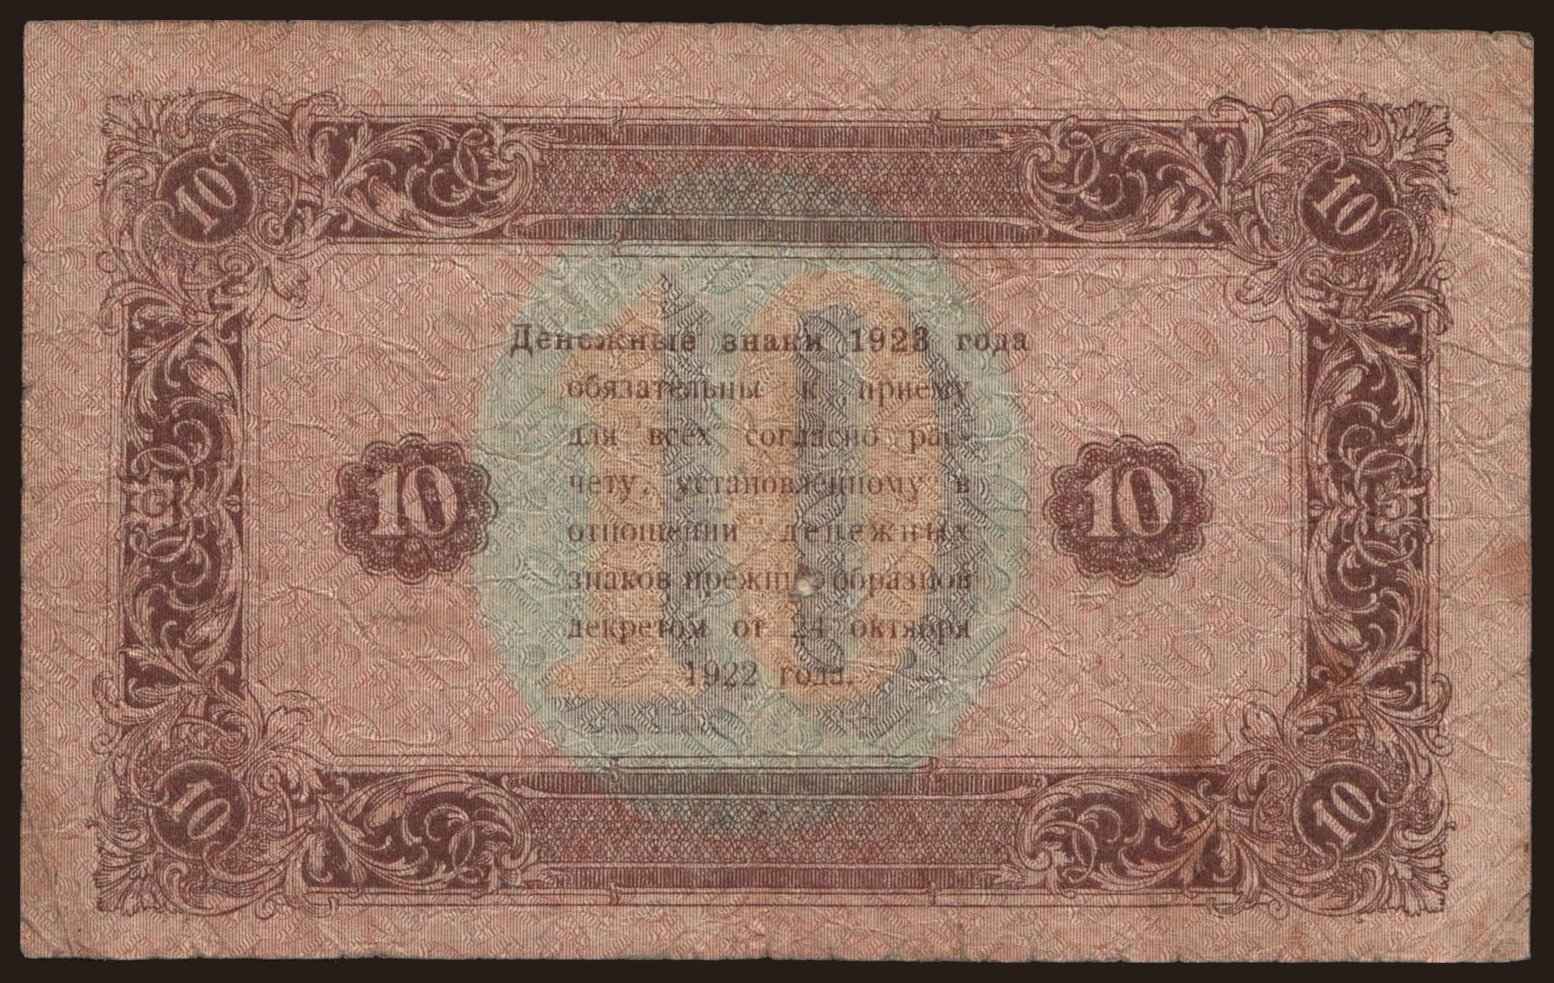 10 10
10
Денежные знаки 1923 года
обязательны к приему
для всех согласно рас-
чету, установленному в
10 10
отношении денежных
знаков прежних образцов
декретом от 24 октября
1922 года.
10 10